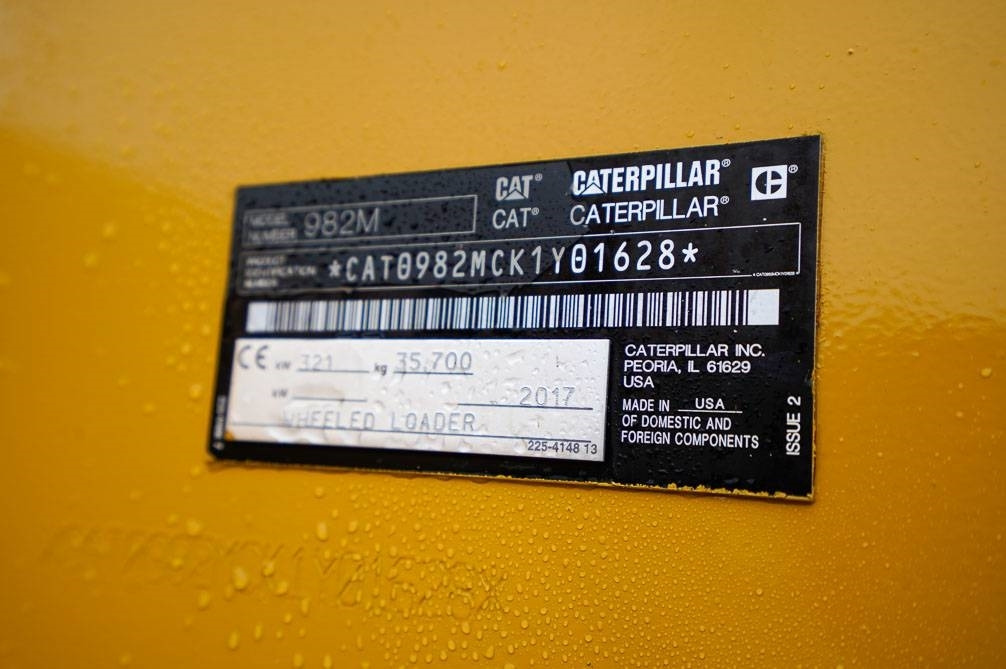 CAT®
CATERPILLAR®
MODEL NUMBER 982M
CAT®
CATERPILLAR®
PRODUCT IDENTIFICATION NUMBER *CAT0982MCK1Y01628*
CE kW 321 kg 35,700
kW 2017
WHEELED LOADER
225-4148 13
CATERPILLAR INC.
PEORIA, IL 61629
USA
MADE IN USA
OF DOMESTIC AND
FOREIGN COMPONENTS
ISSUE 2